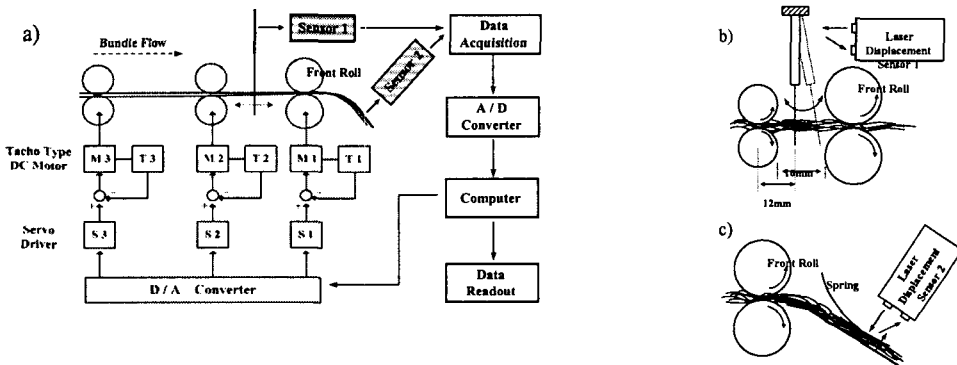 a)
Bundle Flow
Sensor 1
Data
Acquisition
Front Roll
Sensor 2
A / D
Converter
Tacho Type
DC Motor
M 3
T 3
M 2
T 2
M 1
T 1
Computer
Servo
Driver
S 3
S 2
S 1
D / A Converter
Data
Readout
b)
Laser
Displacement
Sensor 1
Front Roll
10mm
12mm
c)
Front Roll
Spring
Laser
Displacement
Sensor 2